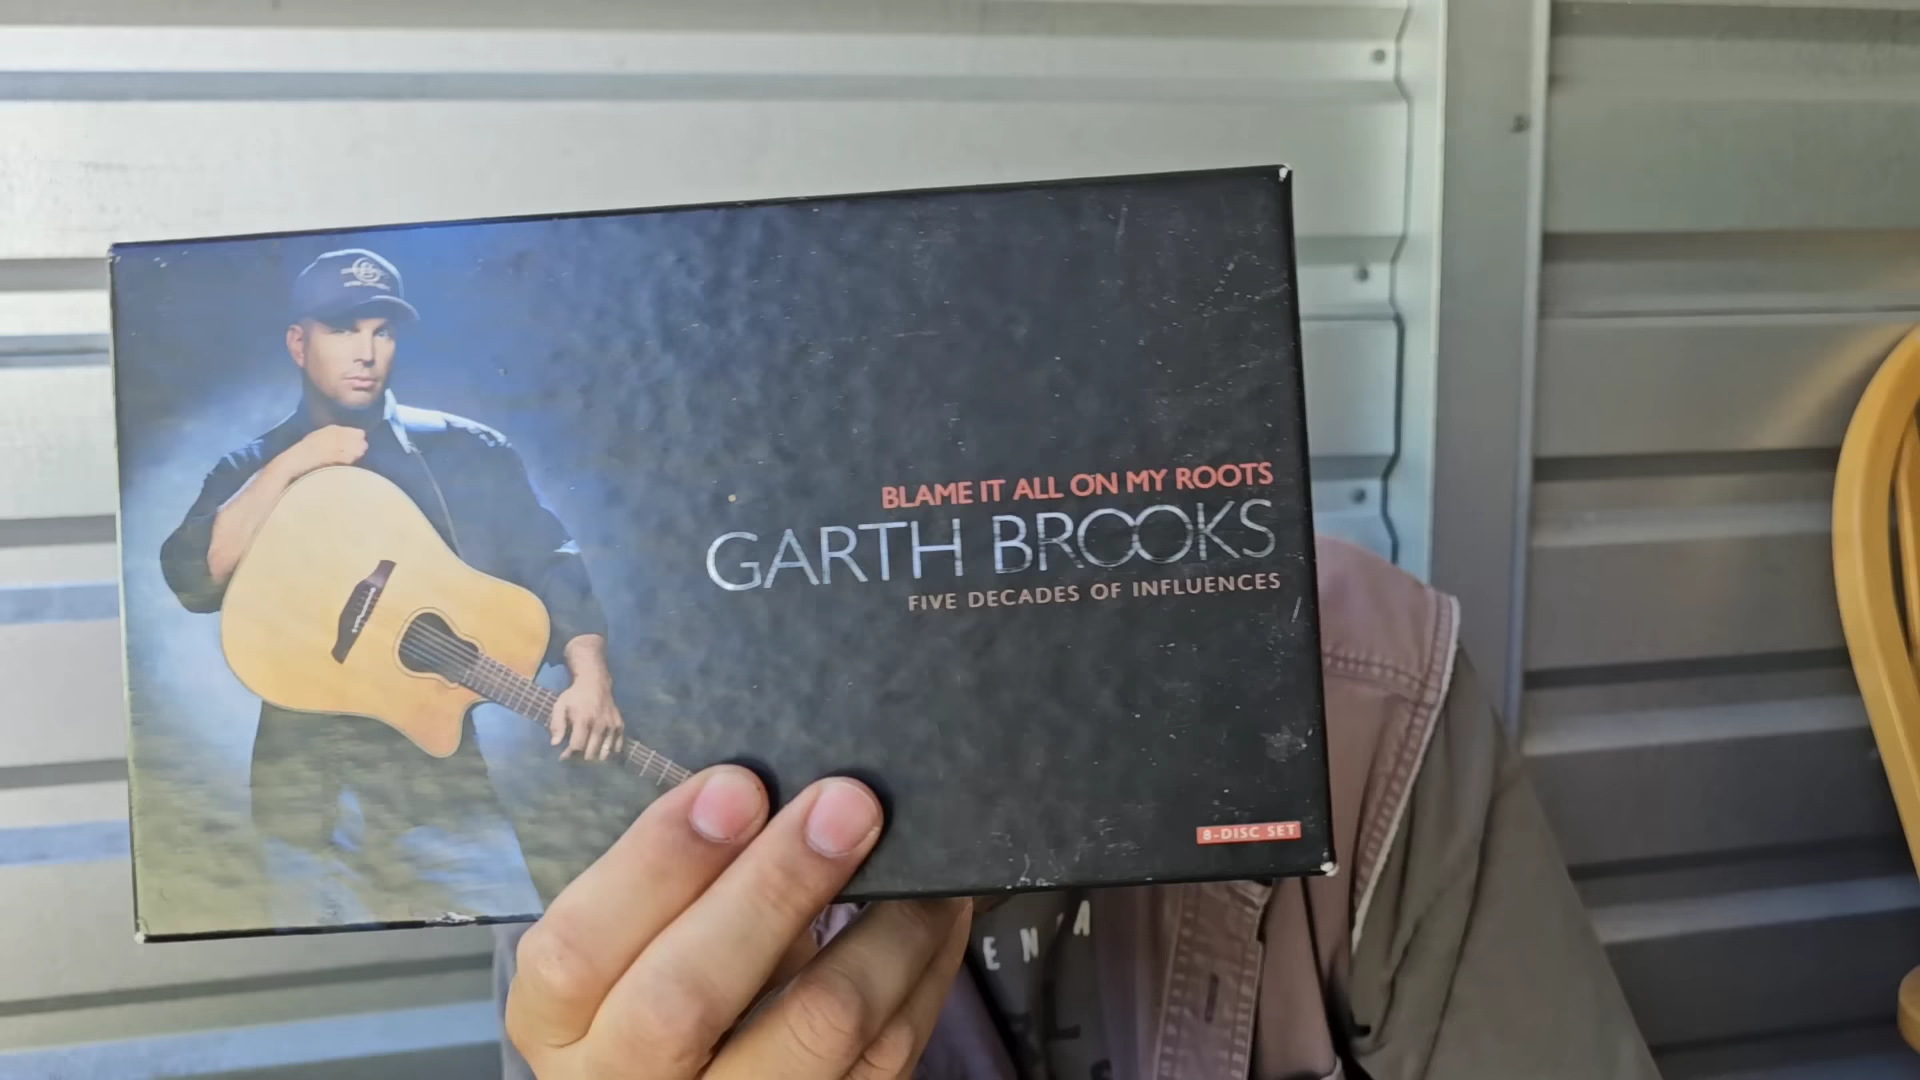 BLAME IT ALL ON MY ROOTS
GARTH BROOKS
FIVE DECADES OF INFLUENCES
8-DISC SET